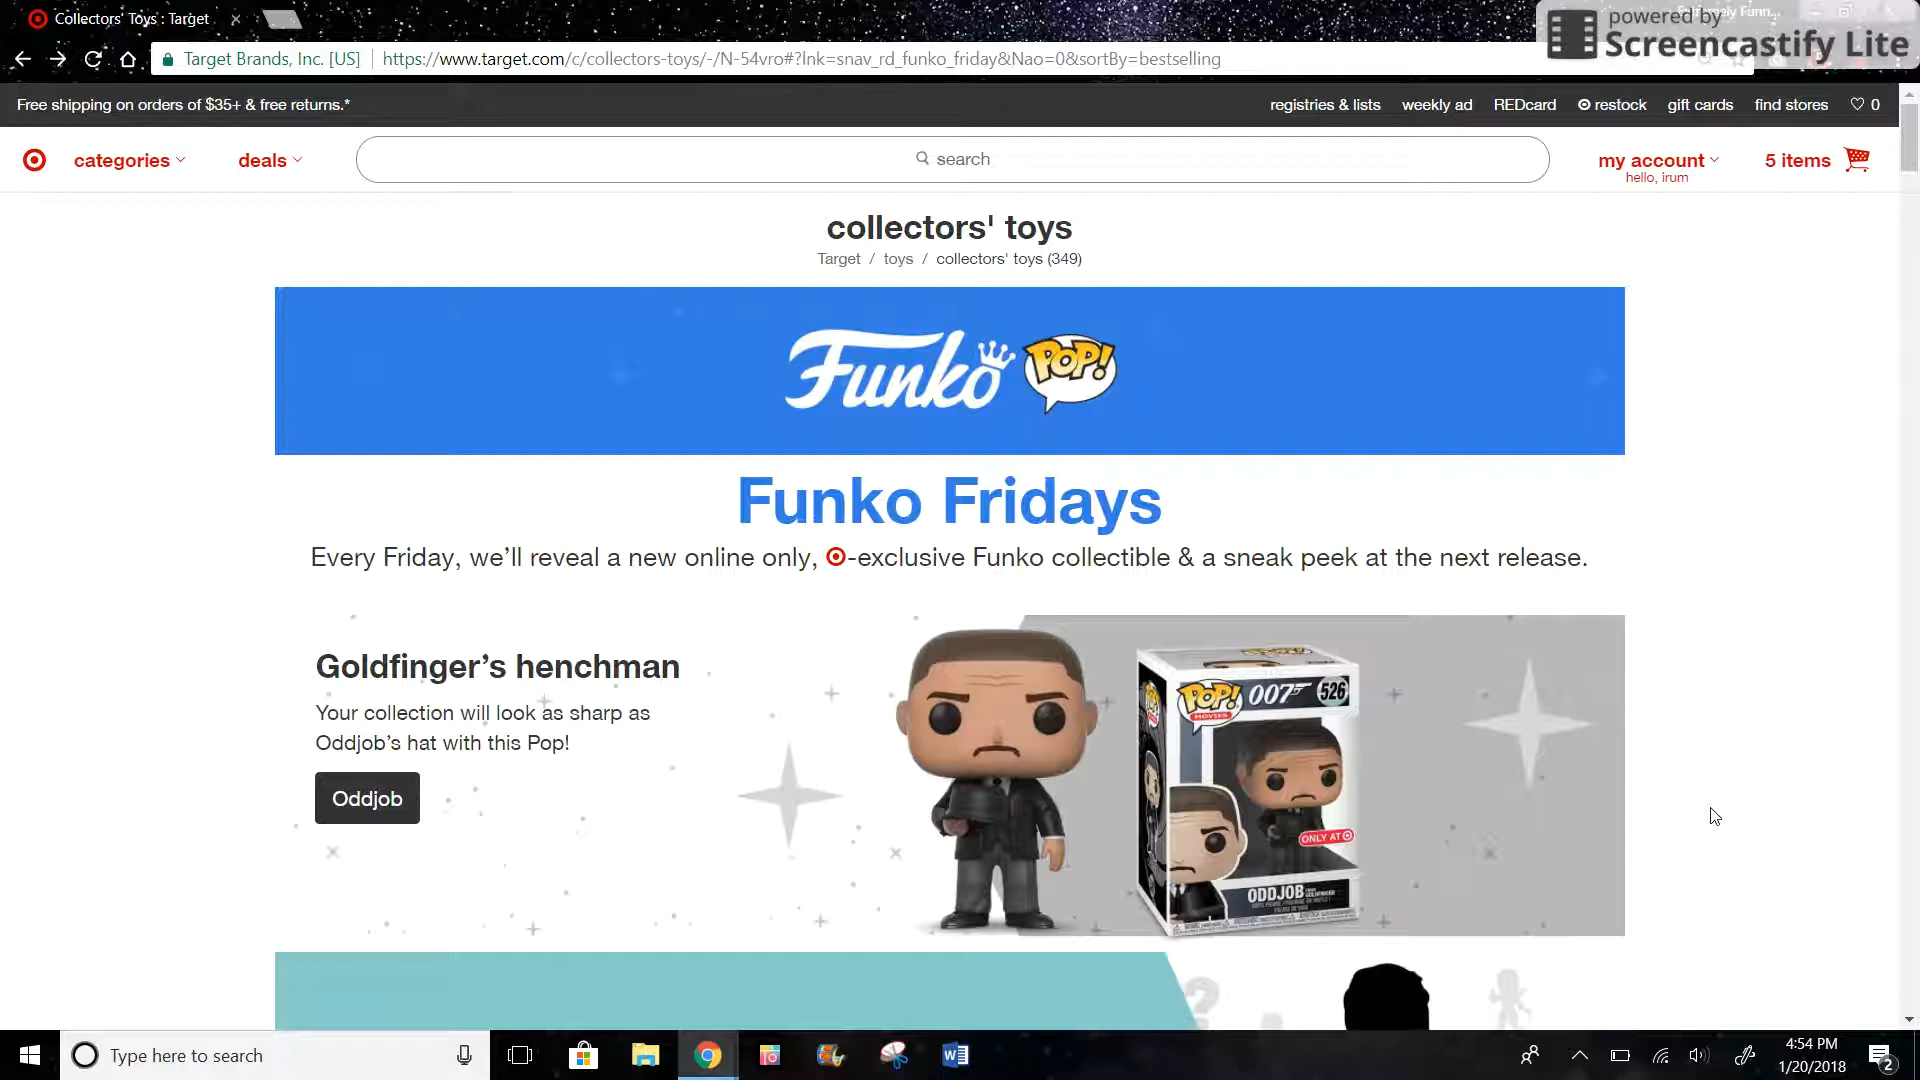 Collectors' Toys : Target
powered by
Screencastify Lite
Target Brands, Inc. [US]
https://www.target.com/c/collectors-toys/-/N-54vro#?lnk=snav_rd_funko_friday&Nao=0&sortBy=bestselling
Free shipping on orders of $35+ & free returns.*
registries & lists
weekly ad
REDcard
restock
gift cards
find stores
0
categories
deals
search
my account
hello, irum
5 items
collectors' toys
Target / toys / collectors' toys (349)
Funko POP!
Funko Fridays
Every Friday, we'll reveal a new online only, -exclusive Funko collectible & a sneak peek at the next release.
Goldfinger's henchman
Your collection will look as sharp as
Oddjob's hat with this Pop!
Oddjob
POP!
MOVIES
007
526
ONLY AT
ODDJOB
Type here to search
4:54 PM
1/20/2018
2